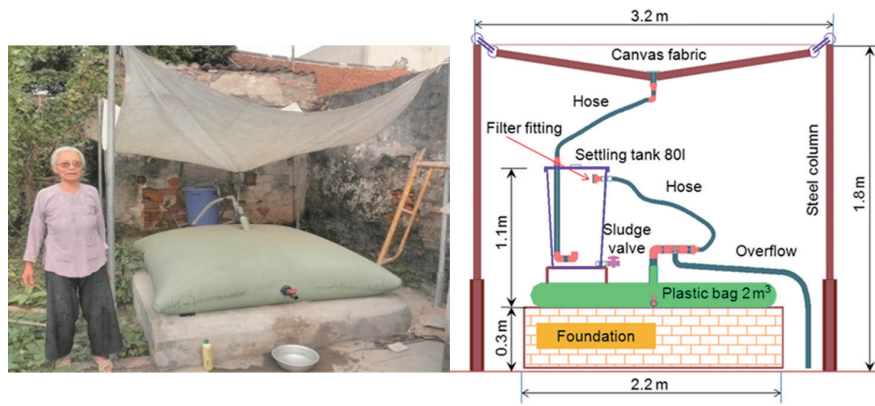 3.2 m
Canvas fabric
Hose
Filter fitting
Settling tank 80l
Hose
Steel column
1.8 m
1.1 m
Sludge
valve
Overflow
Plastic bag 2 m³
0.3 m
Foundation
2.2 m